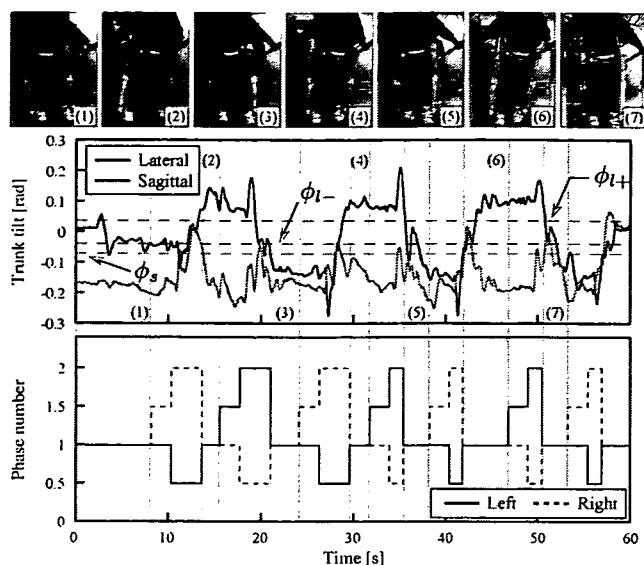 (1) (2) (3) (4) (5) (6) (7)
0.3
0.2
0.1
0
-0.1
-0.2
-0.3
Trunk tilt [rad]
Lateral
Sagittal
(2) (4) (6)
ϕl− ϕl+
ϕs
(1) (3) (5) (7)
2
1.5
1
0.5
0
Phase number
Left Right
0 10 20 30 40 50 60
Time [s]